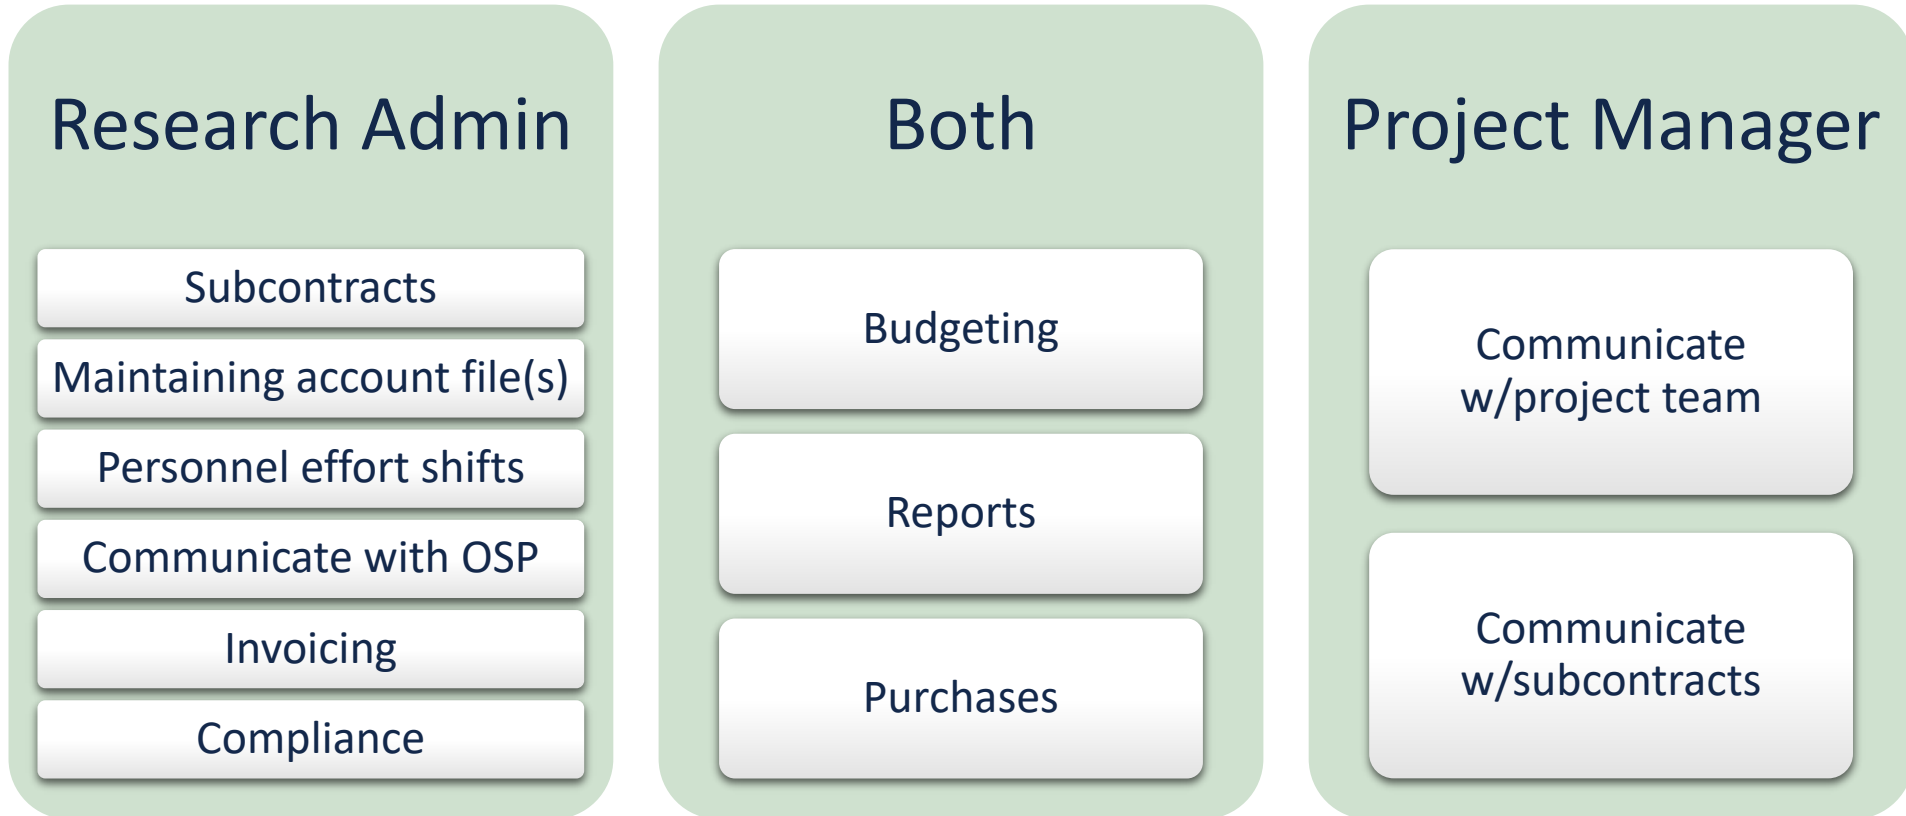 Research Admin
Subcontracts
Maintaining account file(s)
Personnel effort shifts
Communicate with OSP
Invoicing
Compliance
Both
Budgeting
Reports
Purchases
Project Manager
Communicate
w/project team
Communicate
w/subcontracts